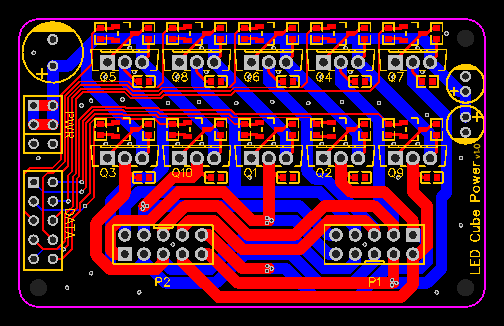 Q5 Q8 Q6 Q4 Q7
PWR
Q3 Q10 Q1 Q2 Q9
DATA
P2 P1
LED Cube Power v1.0